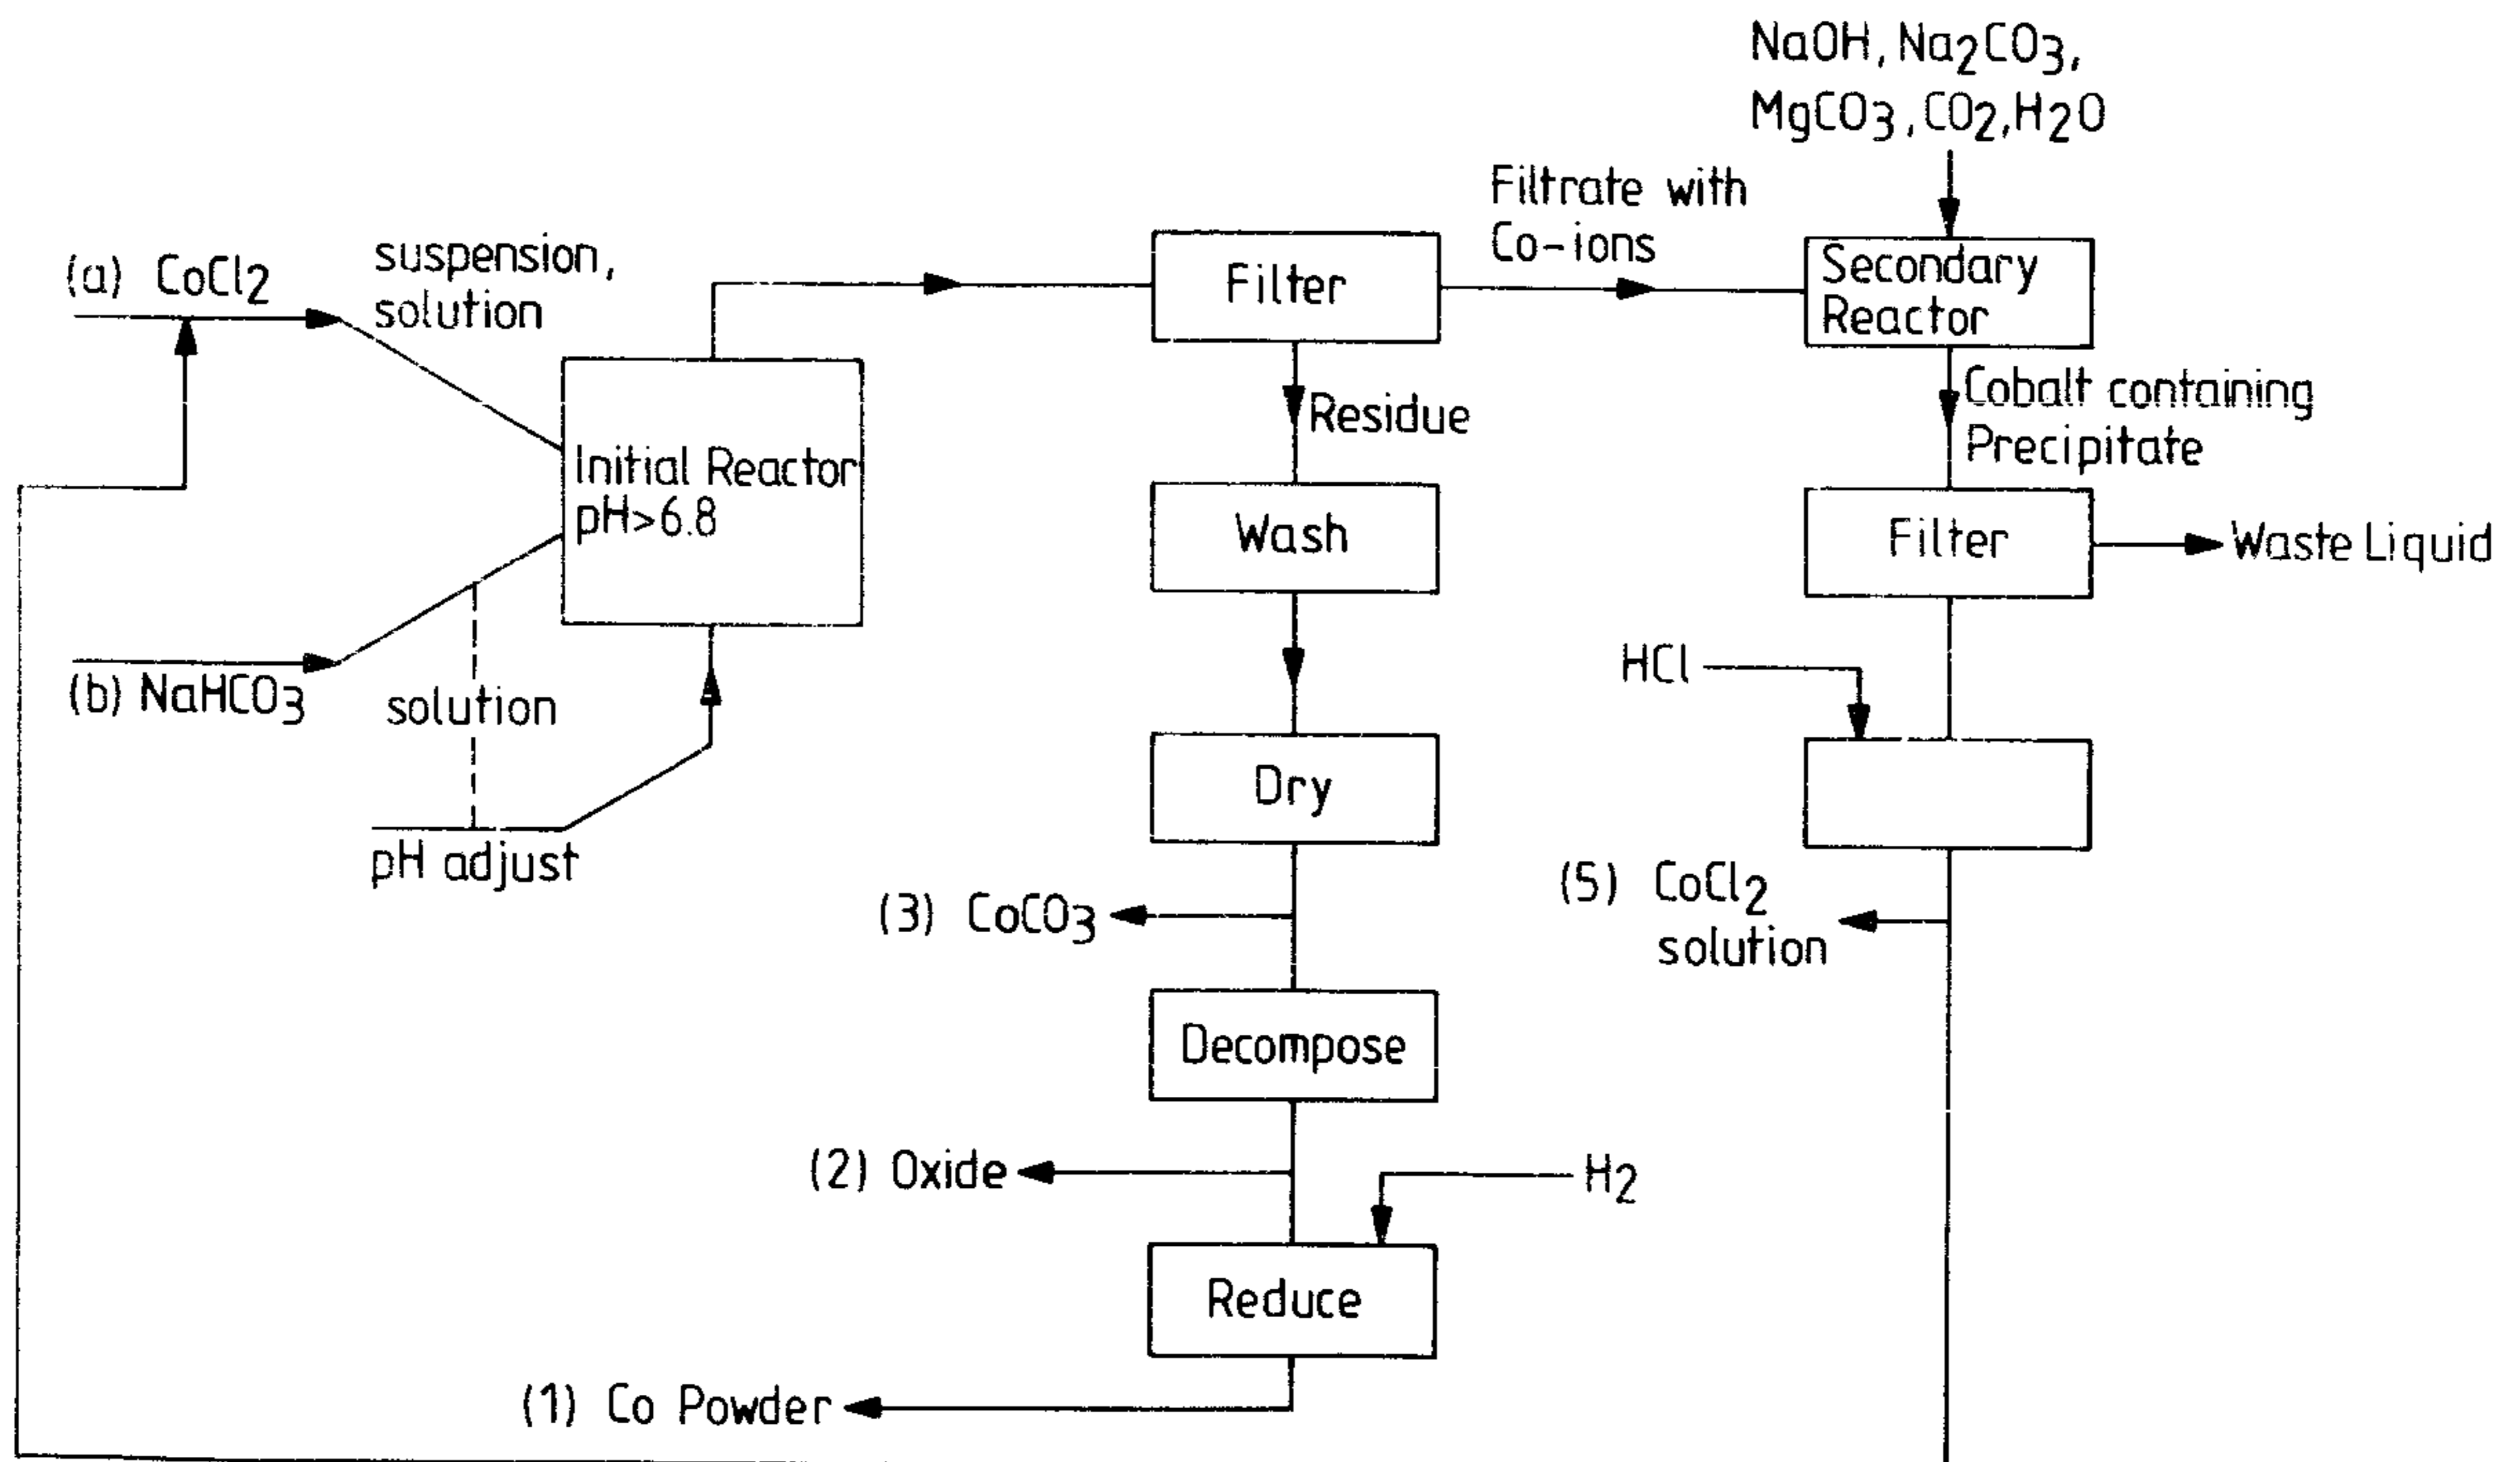 NaOH, Na2CO3,
MgCO3, CO2, H2O
Filtrate with
Co-ions
(a) CoCl2
suspension,
solution
Filter
Secondary
Reactor
Residue
Cobalt containing
Precipitate
Initial Reactor
pH>6.8
Wash
Filter
Waste Liquid
HCl
(b) NaHCO3
solution
Dry
pH adjust
(3) CoCO3
(5) CoCl2
solution
Decompose
(2) Oxide
H2
Reduce
(1) Co Powder